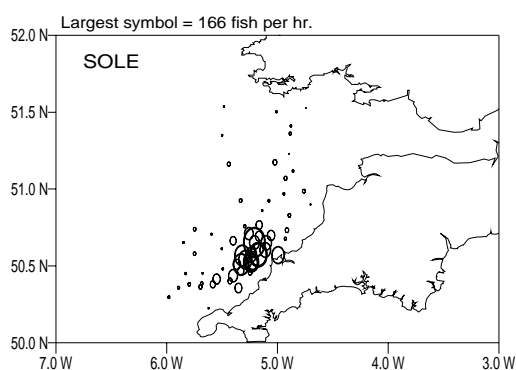 Largest symbol = 166 fish per hr.
52.0 N
SOLE
51.5 N
51.0 N
50.5 N
50.0 N
7.0 W 6.0 W 5.0 W 4.0 W 3.0 W